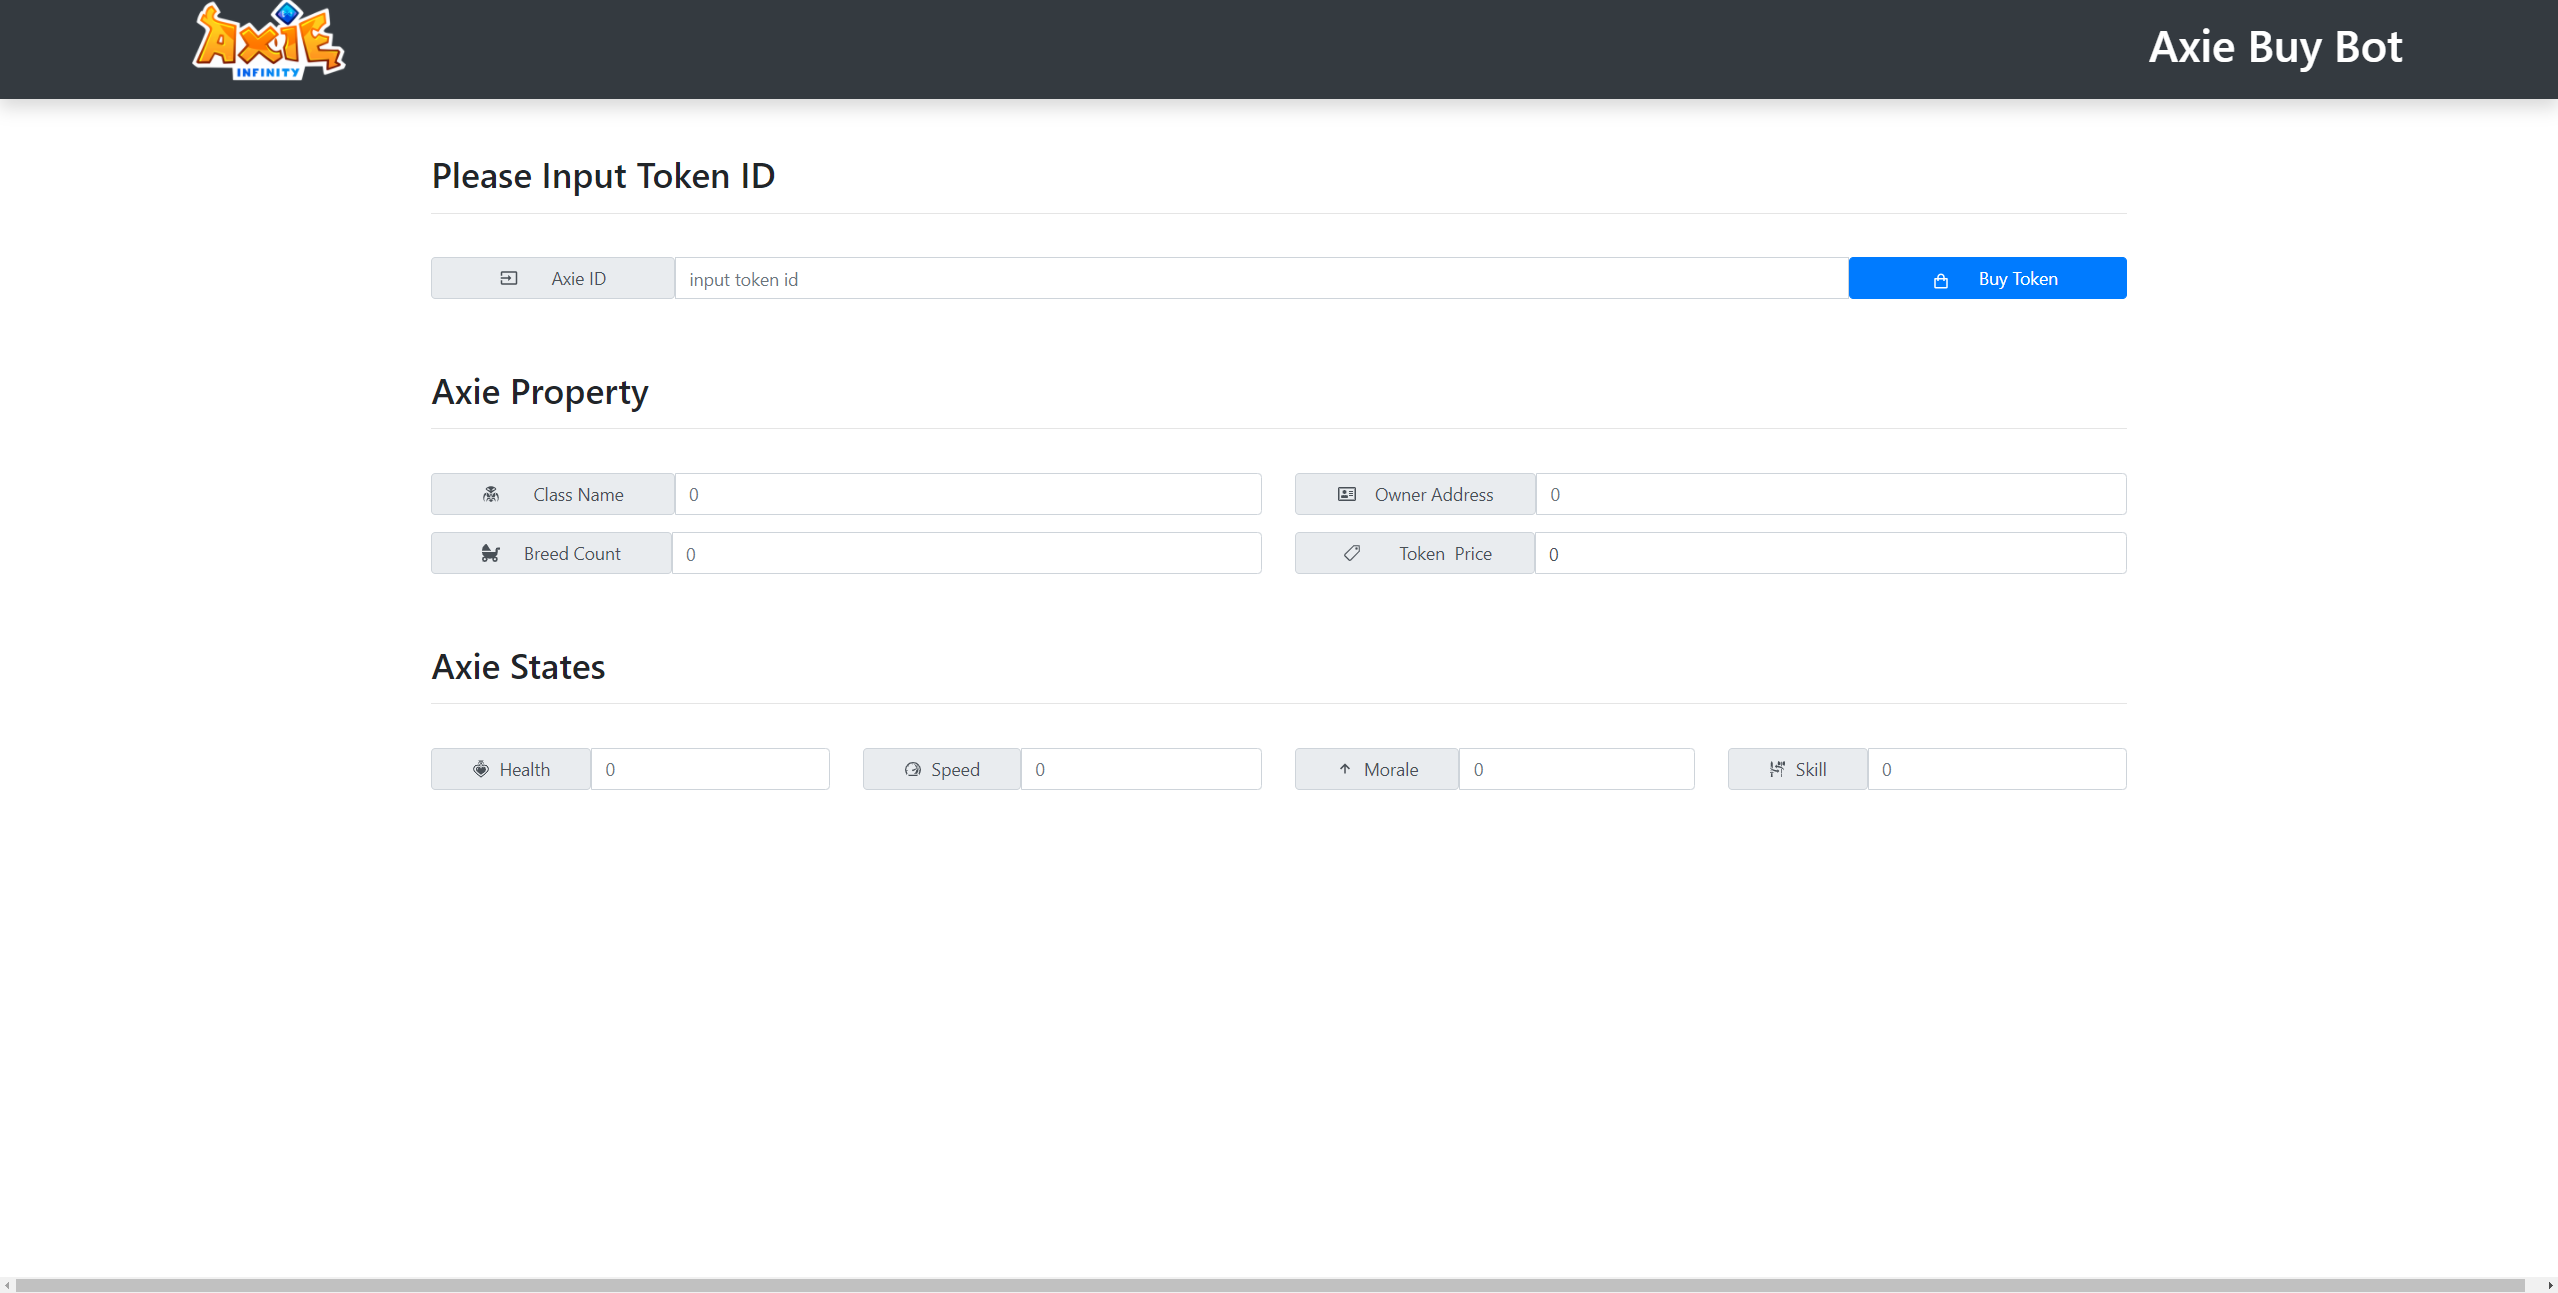 AXIE
INFINITY
Axie Buy Bot
Please Input Token ID
Axie ID
input token id
Buy Token
Axie Property
Class Name
0
Owner Address
0
Breed Count
0
Token Price
0
Axie States
Health
0
Speed
0
Morale
0
Skill
0